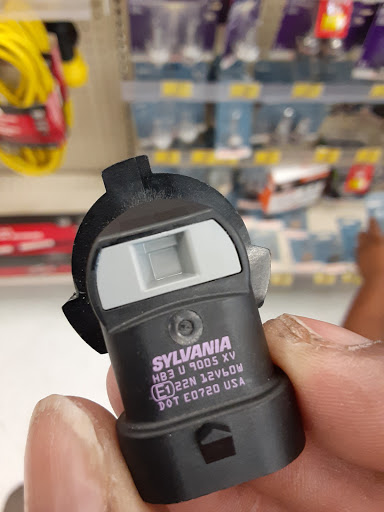 SYLVANIA
HB3 U 9005 XV
E1 22N 12V60W
DOT E0720 USA